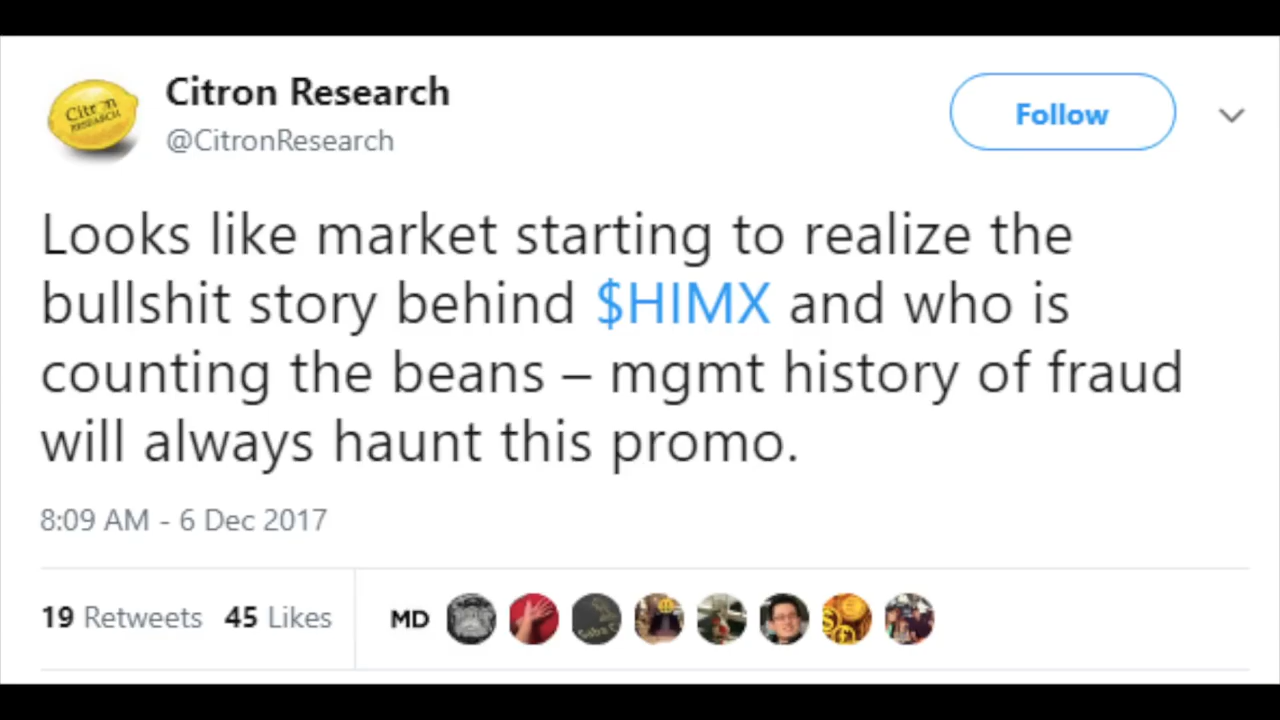 Citron
RESEARCH
Citron Research
@CitronResearch
Follow
Looks like market starting to realize the
bullshit story behind $HIMX and who is
counting the beans – mgmt history of fraud
will always haunt this promo.
8:09 AM - 6 Dec 2017
19 Retweets 45 Likes
MD